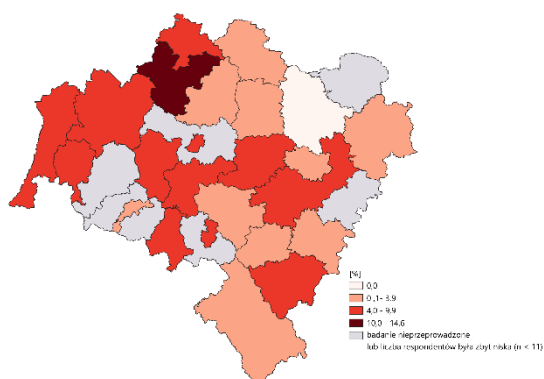 [%]
0,0
0,1 - 3,9
4,0 - 9,9
10,0 - 14,6
badanie nieprzeprowadzone
lub liczba respondentów była zbyt niska (n < 11)